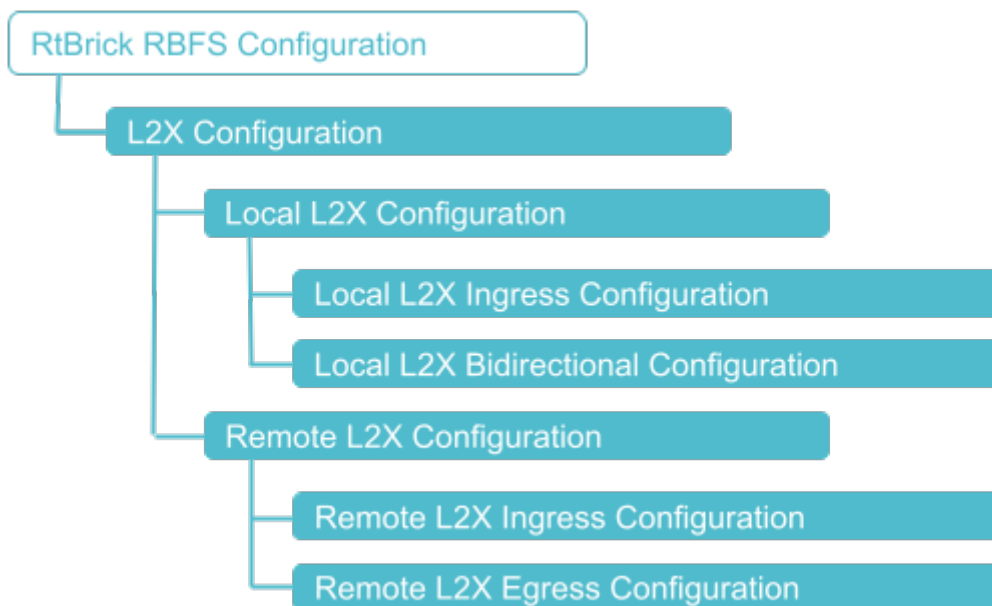 RtBrick RBFS Configuration
L2X Configuration
Local L2X Configuration
Local L2X Ingress Configuration
Local L2X Bidirectional Configuration
Remote L2X Configuration
Remote L2X Ingress Configuration
Remote L2X Egress Configuration